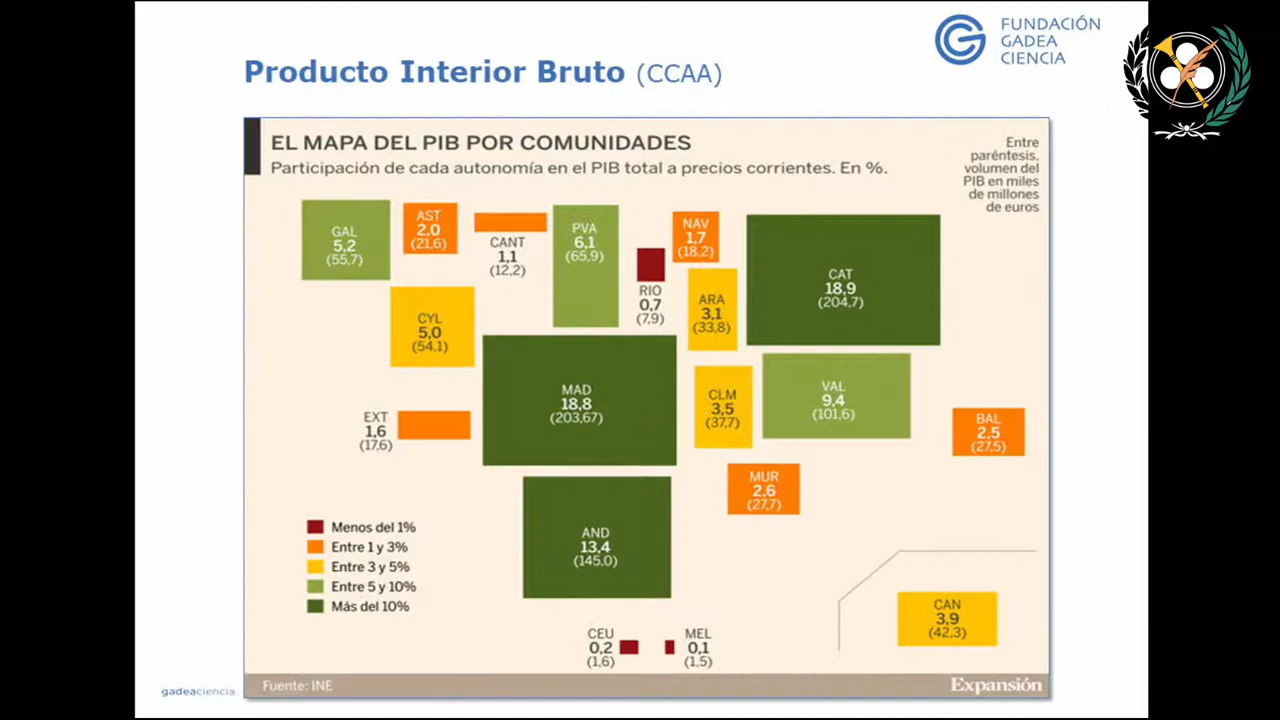 FUNDACIÓN
GADEA
CIENCIA
Producto Interior Bruto (CCAA)
EL MAPA DEL PIB POR COMUNIDADES
Participación de cada autonomía en el PIB total a precios corrientes. En %.
Entre
paréntesis,
volumen del
PIB en miles
de millones
de euros
GAL
5,2
(55,7)
AST
2.0
(21,6)
CANT
1,1
(12,2)
PVA
6,1
(65,9)
RIO
0,7
(7,9)
NAV
1,7
(18,2)
ARA
3,1
(33,8)
CAT
18,9
(204,7)
CYL
5,0
(54,1)
MAD
18,8
(203,67)
CLM
3,5
(37,7)
VAL
9,4
(101,6)
EXT
1,6
(17,6)
BAL
2,5
(27,5)
MUR
2,6
(27,7)
AND
13,4
(145,0)
Menos del 1%
Entre 1 y 3%
Entre 3 y 5%
Entre 5 y 10%
Más del 10%
CAN
3,9
(42,3)
CEU
0,2
(1,6)
MEL
0,1
(1,5)
Fuente: INE
Expansión
gadeaciencia